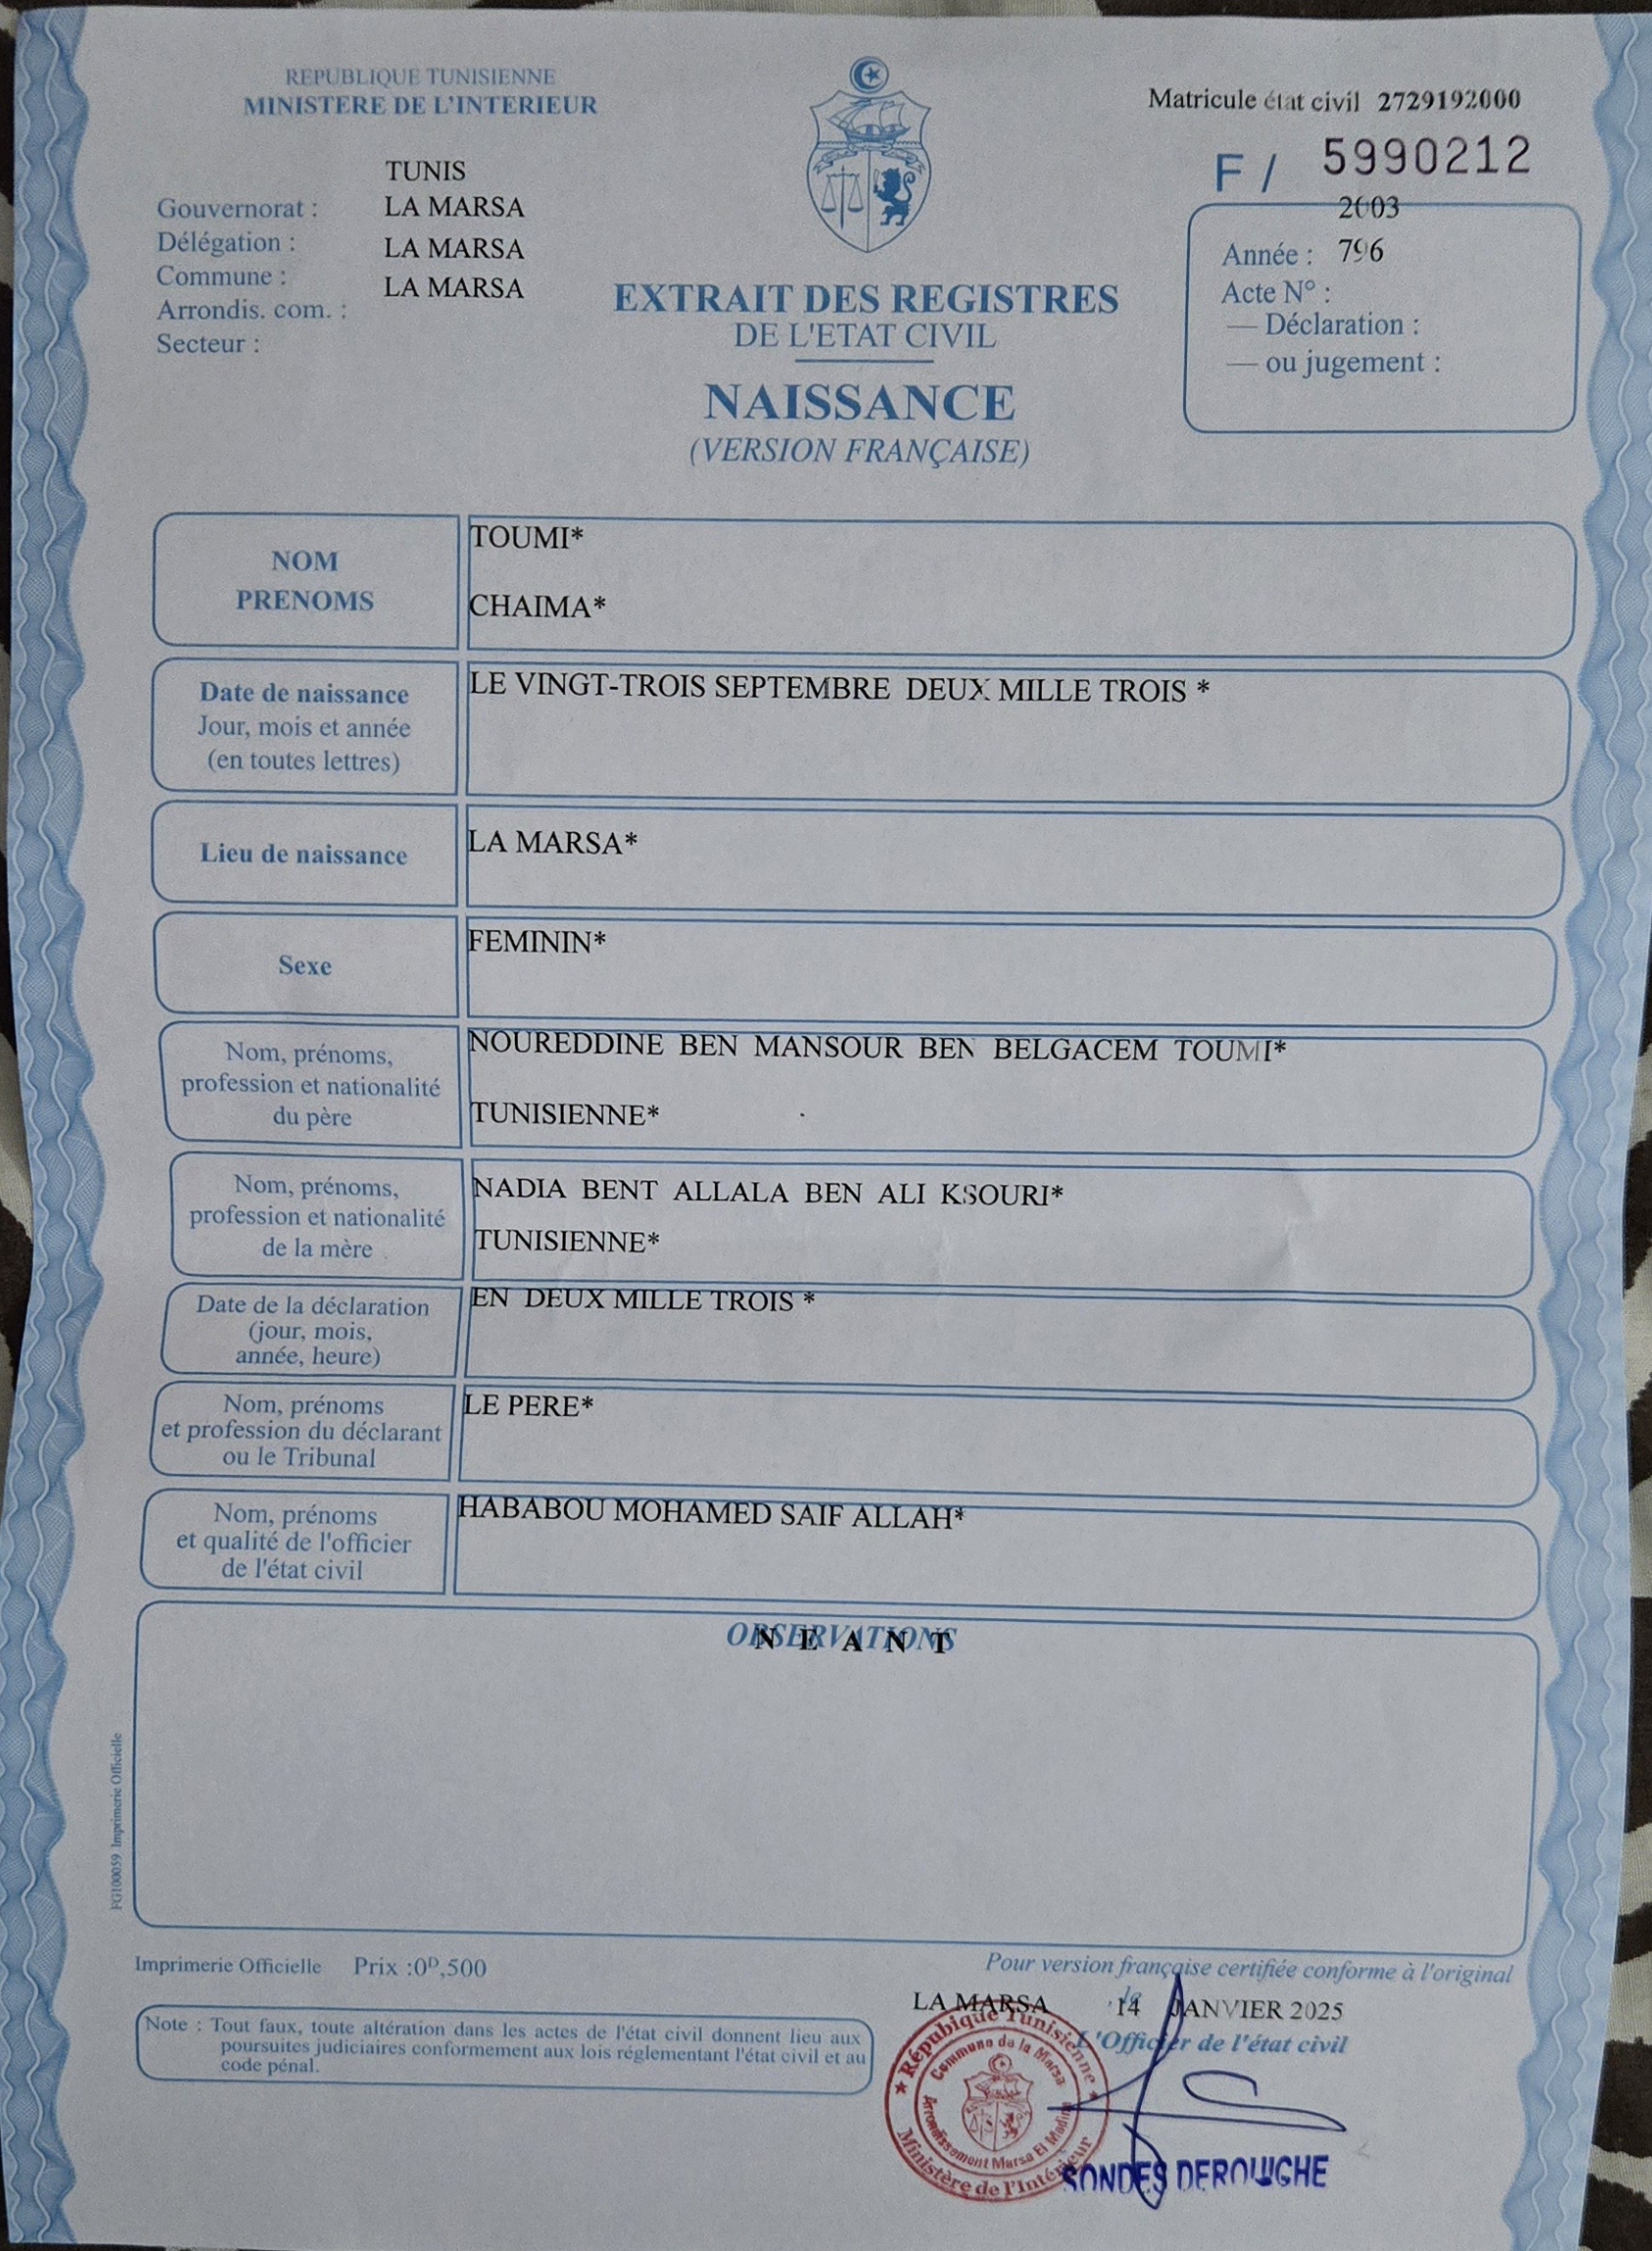 REPUBLIQUE TUNISIENNE
MINISTERE DE L'INTERIEUR
Matricule état civil 2729192000
F / 5990212
TUNIS
Gouvernorat : LA MARSA
Délégation : LA MARSA
Commune : LA MARSA
Arrondis. com. :
Secteur :
2003
Année : 796
Acte N° :
— Déclaration :
— ou jugement :
EXTRAIT DES REGISTRES
DE L'ETAT CIVIL
NAISSANCE
(VERSION FRANÇAISE)
NOM
PRENOMS
TOUMI*
CHAIMA*
Date de naissance
Jour, mois et année
(en toutes lettres)
LE VINGT-TROIS SEPTEMBRE DEUX MILLE TROIS *
Lieu de naissance
LA MARSA*
Sexe
FEMININ*
Nom, prénoms,
profession et nationalité
du père
NOUREDDINE BEN MANSOUR BEN BELGACEM TOUMI*
TUNISIENNE*
Nom, prénoms,
profession et nationalité
de la mère
NADIA BENT ALLALA BEN ALI KSOURI*
TUNISIENNE*
Date de la déclaration
(jour, mois,
année, heure)
EN DEUX MILLE TROIS *
Nom, prénoms
et profession du déclarant
ou le Tribunal
LE PERE*
Nom, prénoms
et qualité de l'officier
de l'état civil
HABABOU MOHAMED SAIF ALLAH*
OBSERVATIONS
N E A N T
FG100059 Imprimerie Officielle
Imprimerie Officielle Prix :0ᴰ,500
Pour version française certifiée conforme à l'original
LA MARSA , le 14 JANVIER 2025
L'Officier de l'état civil
Note : Tout faux, toute altération dans les actes de l'état civil donnent lieu aux
poursuites judiciaires conformement aux lois réglementant l'état civil et au
code pénal.
République Tunisienne
Commune de la Marsa
Arrondissement Marsa El Madina
Ministère de l'Intérieur
SONDES DEROUICHE